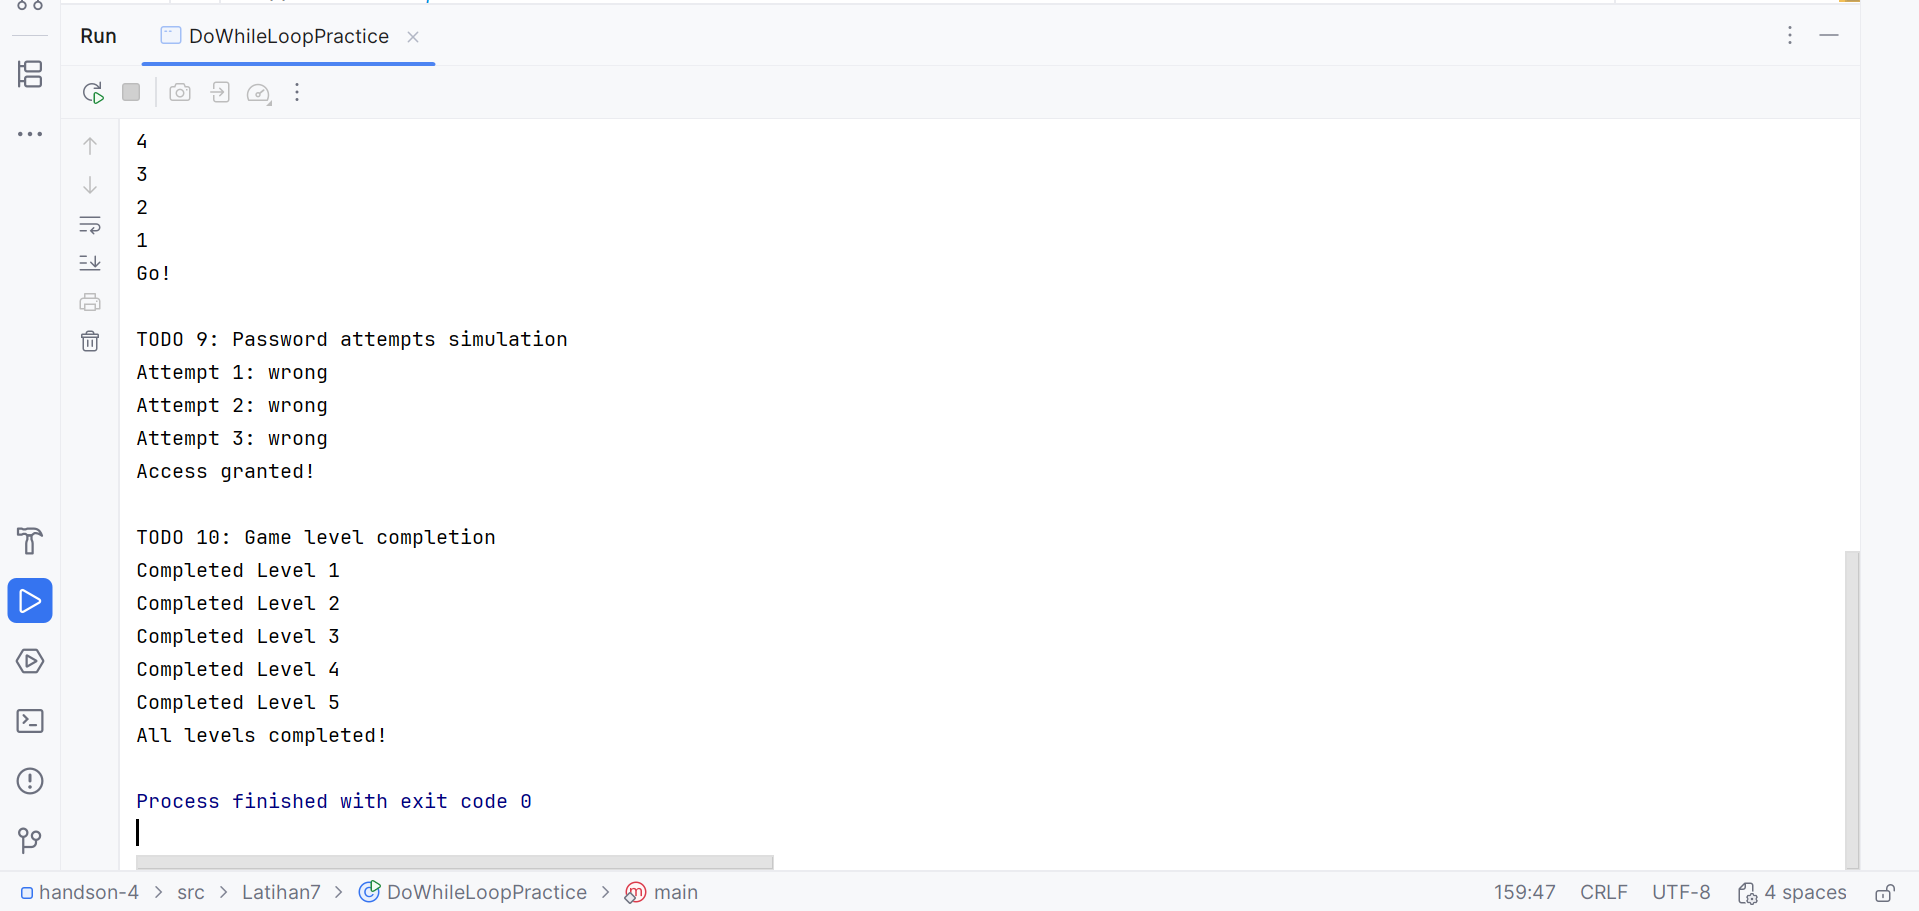 Run DoWhileLoopPractice
4
3
2
1
Go!
TODO 9: Password attempts simulation
Attempt 1: wrong
Attempt 2: wrong
Attempt 3: wrong
Access granted!
TODO 10: Game level completion
Completed Level 1
Completed Level 2
Completed Level 3
Completed Level 4
Completed Level 5
All levels completed!
Process finished with exit code 0
handson-4 > src > Latihan7 > DoWhileLoopPractice > main 159:47 CRLF UTF-8 4 spaces